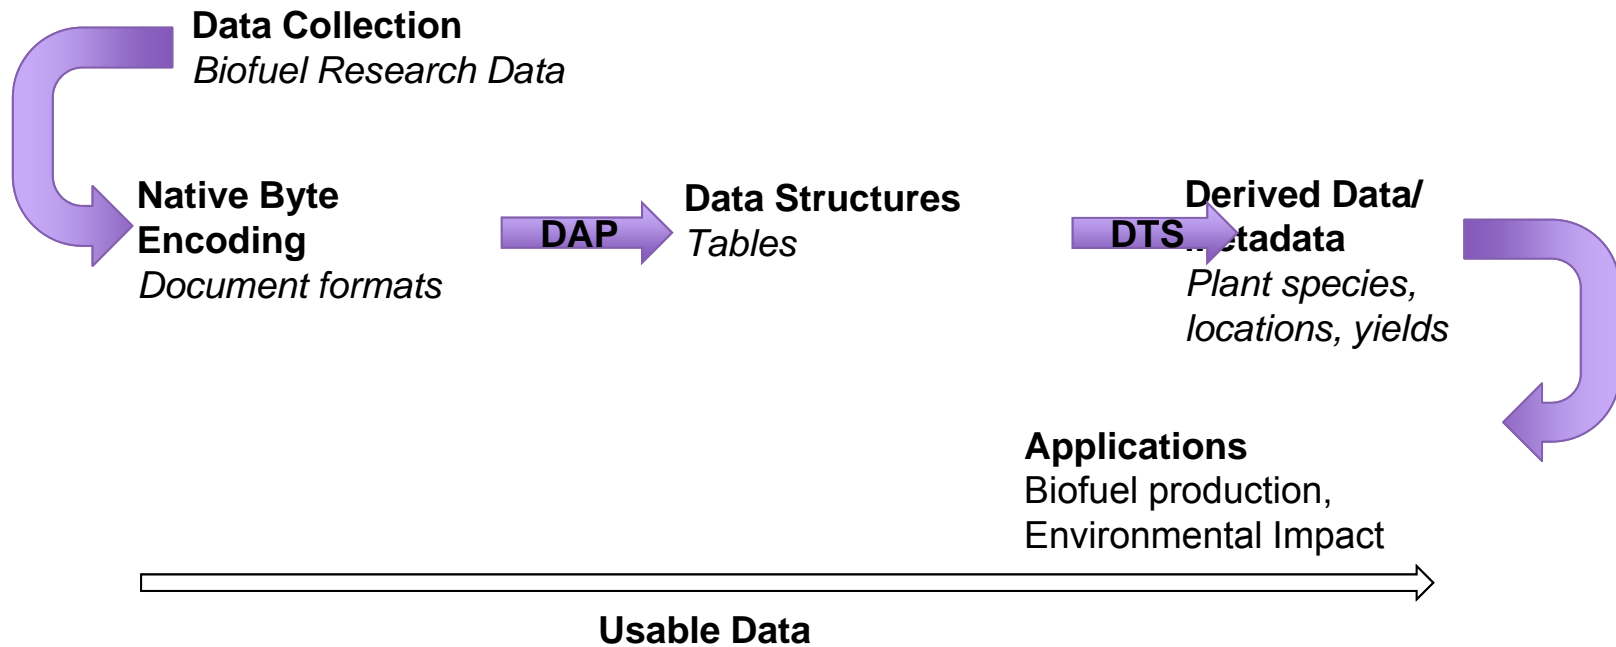 Data Collection
Biofuel Research Data
Native Byte
Encoding
Document formats
DAP
Data Structures
Tables
DTS
Derived Data/
Metadata
Plant species,
locations, yields
Applications
Biofuel production,
Environmental Impact
Usable Data